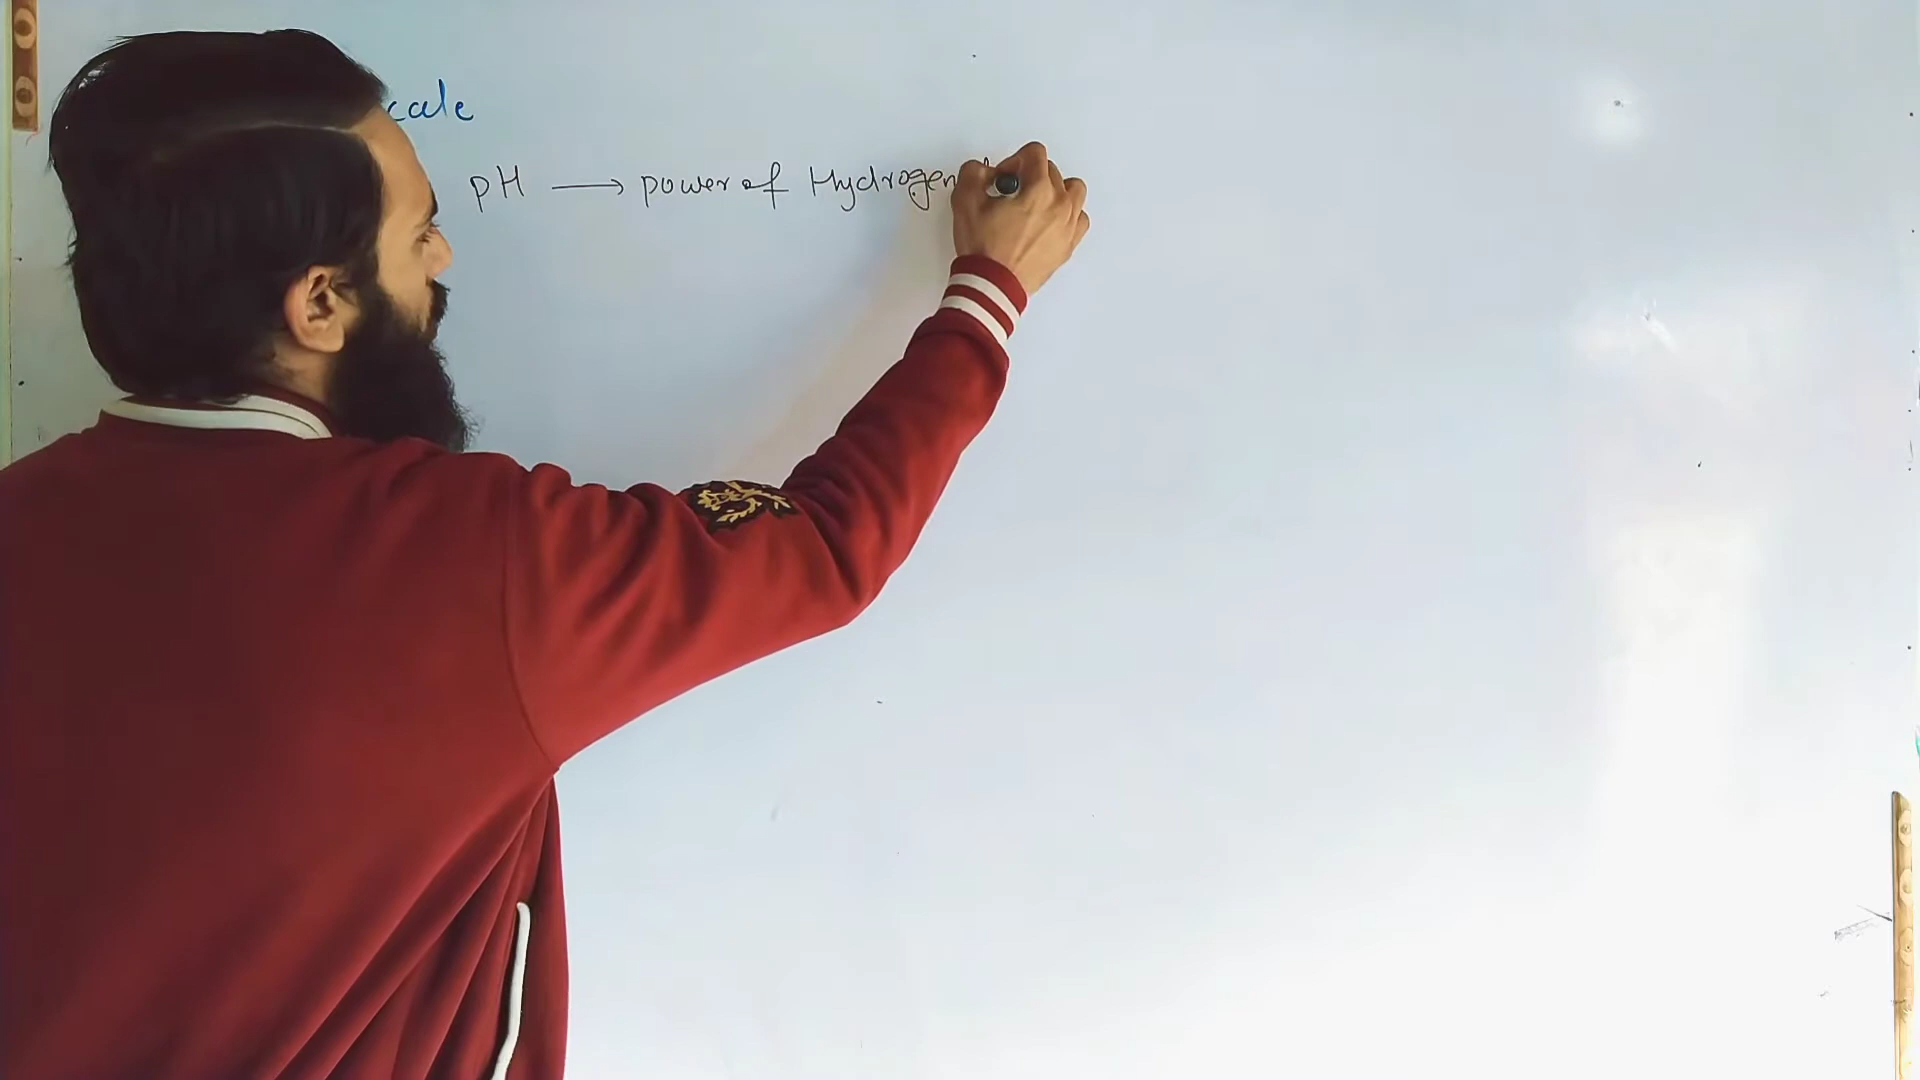 cale
pH ⟶ power of Hydrogen